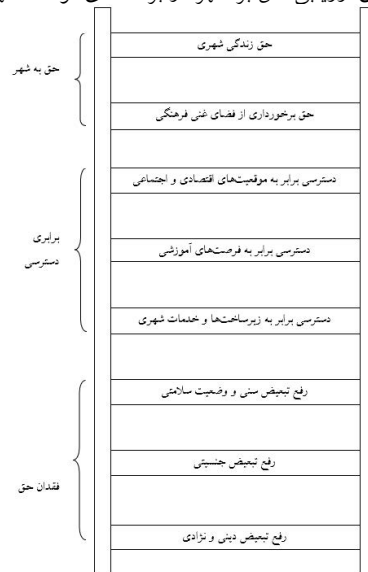 حق زندگی شهری
حق به شهر
حق برخورداری از فضای غنی فرهنگی
دسترسی برابر به موقعیت‌های اقتصادی و اجتماعی
برابری
دسترسی
دسترسی برابر به فرصت‌های آموزشی
دسترسی برابر به زیرساخت‌ها و خدمات شهری
رفع تبعیض سنی و وضعیت سلامتی
رفع تبعیض جنسیتی
فقدان حق
رفع تبعیض دینی و نژادی